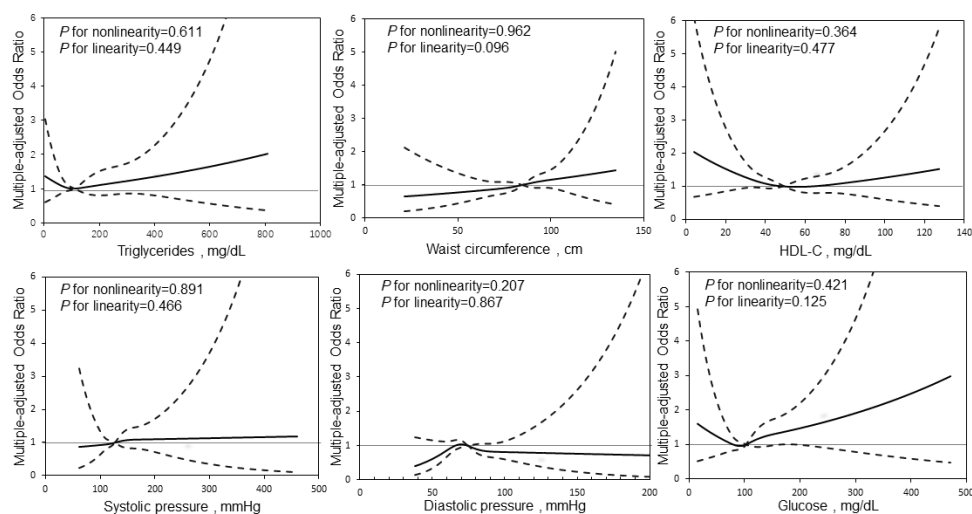 P for nonlinearity=0.611
P for linearity=0.449
Multiple-adjusted Odds Ratio
6
5
4
3
2
1
0
0 200 400 600 800 1000
Triglycerides , mg/dL
P for nonlinearity=0.962
P for linearity=0.096
Multiple-adjusted Odds Ratio
6
5
4
3
2
1
0
0 50 100 150
Waist circumference , cm
P for nonlinearity=0.364
P for linearity=0.477
Multiple-adjusted Odds Ratio
6
5
4
3
2
1
0
0 20 40 60 80 100 120 140
HDL-C , mg/dL
P for nonlinearity=0.891
P for linearity=0.466
Multiple-adjusted Odds Ratio
6
5
4
3
2
1
0
0 100 200 300 400 500
Systolic pressure , mmHg
P for nonlinearity=0.207
P for linearity=0.867
Multiple-adjusted Odds Ratio
6
5
4
3
2
1
0
0 50 100 150 200
Diastolic pressure , mmHg
P for nonlinearity=0.421
P for linearity=0.125
Multiple-adjusted Odds Ratio
6
5
4
3
2
1
0
0 100 200 300 400 500
Glucose , mg/dL